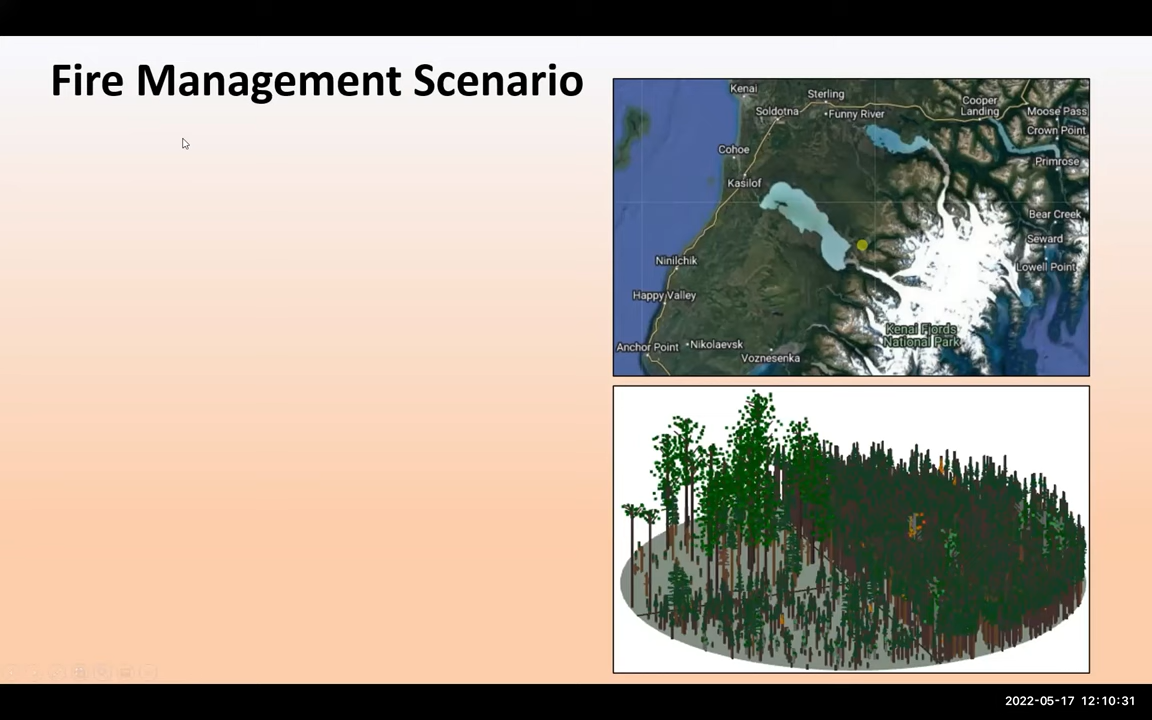 Fire Management Scenario
Kenai
Sterling
Cooper
Landing
Soldotna
Funny River
Moose Pass
Crown Point
Cohoe
Primrose
Kasilof
Bear Creek
Seward
Ninilchik
Lowell Point
Happy Valley
Kenai Fjords
National Park
Anchor Point
Nikolaevsk
Voznesenka
2022-05-17 12:10:31